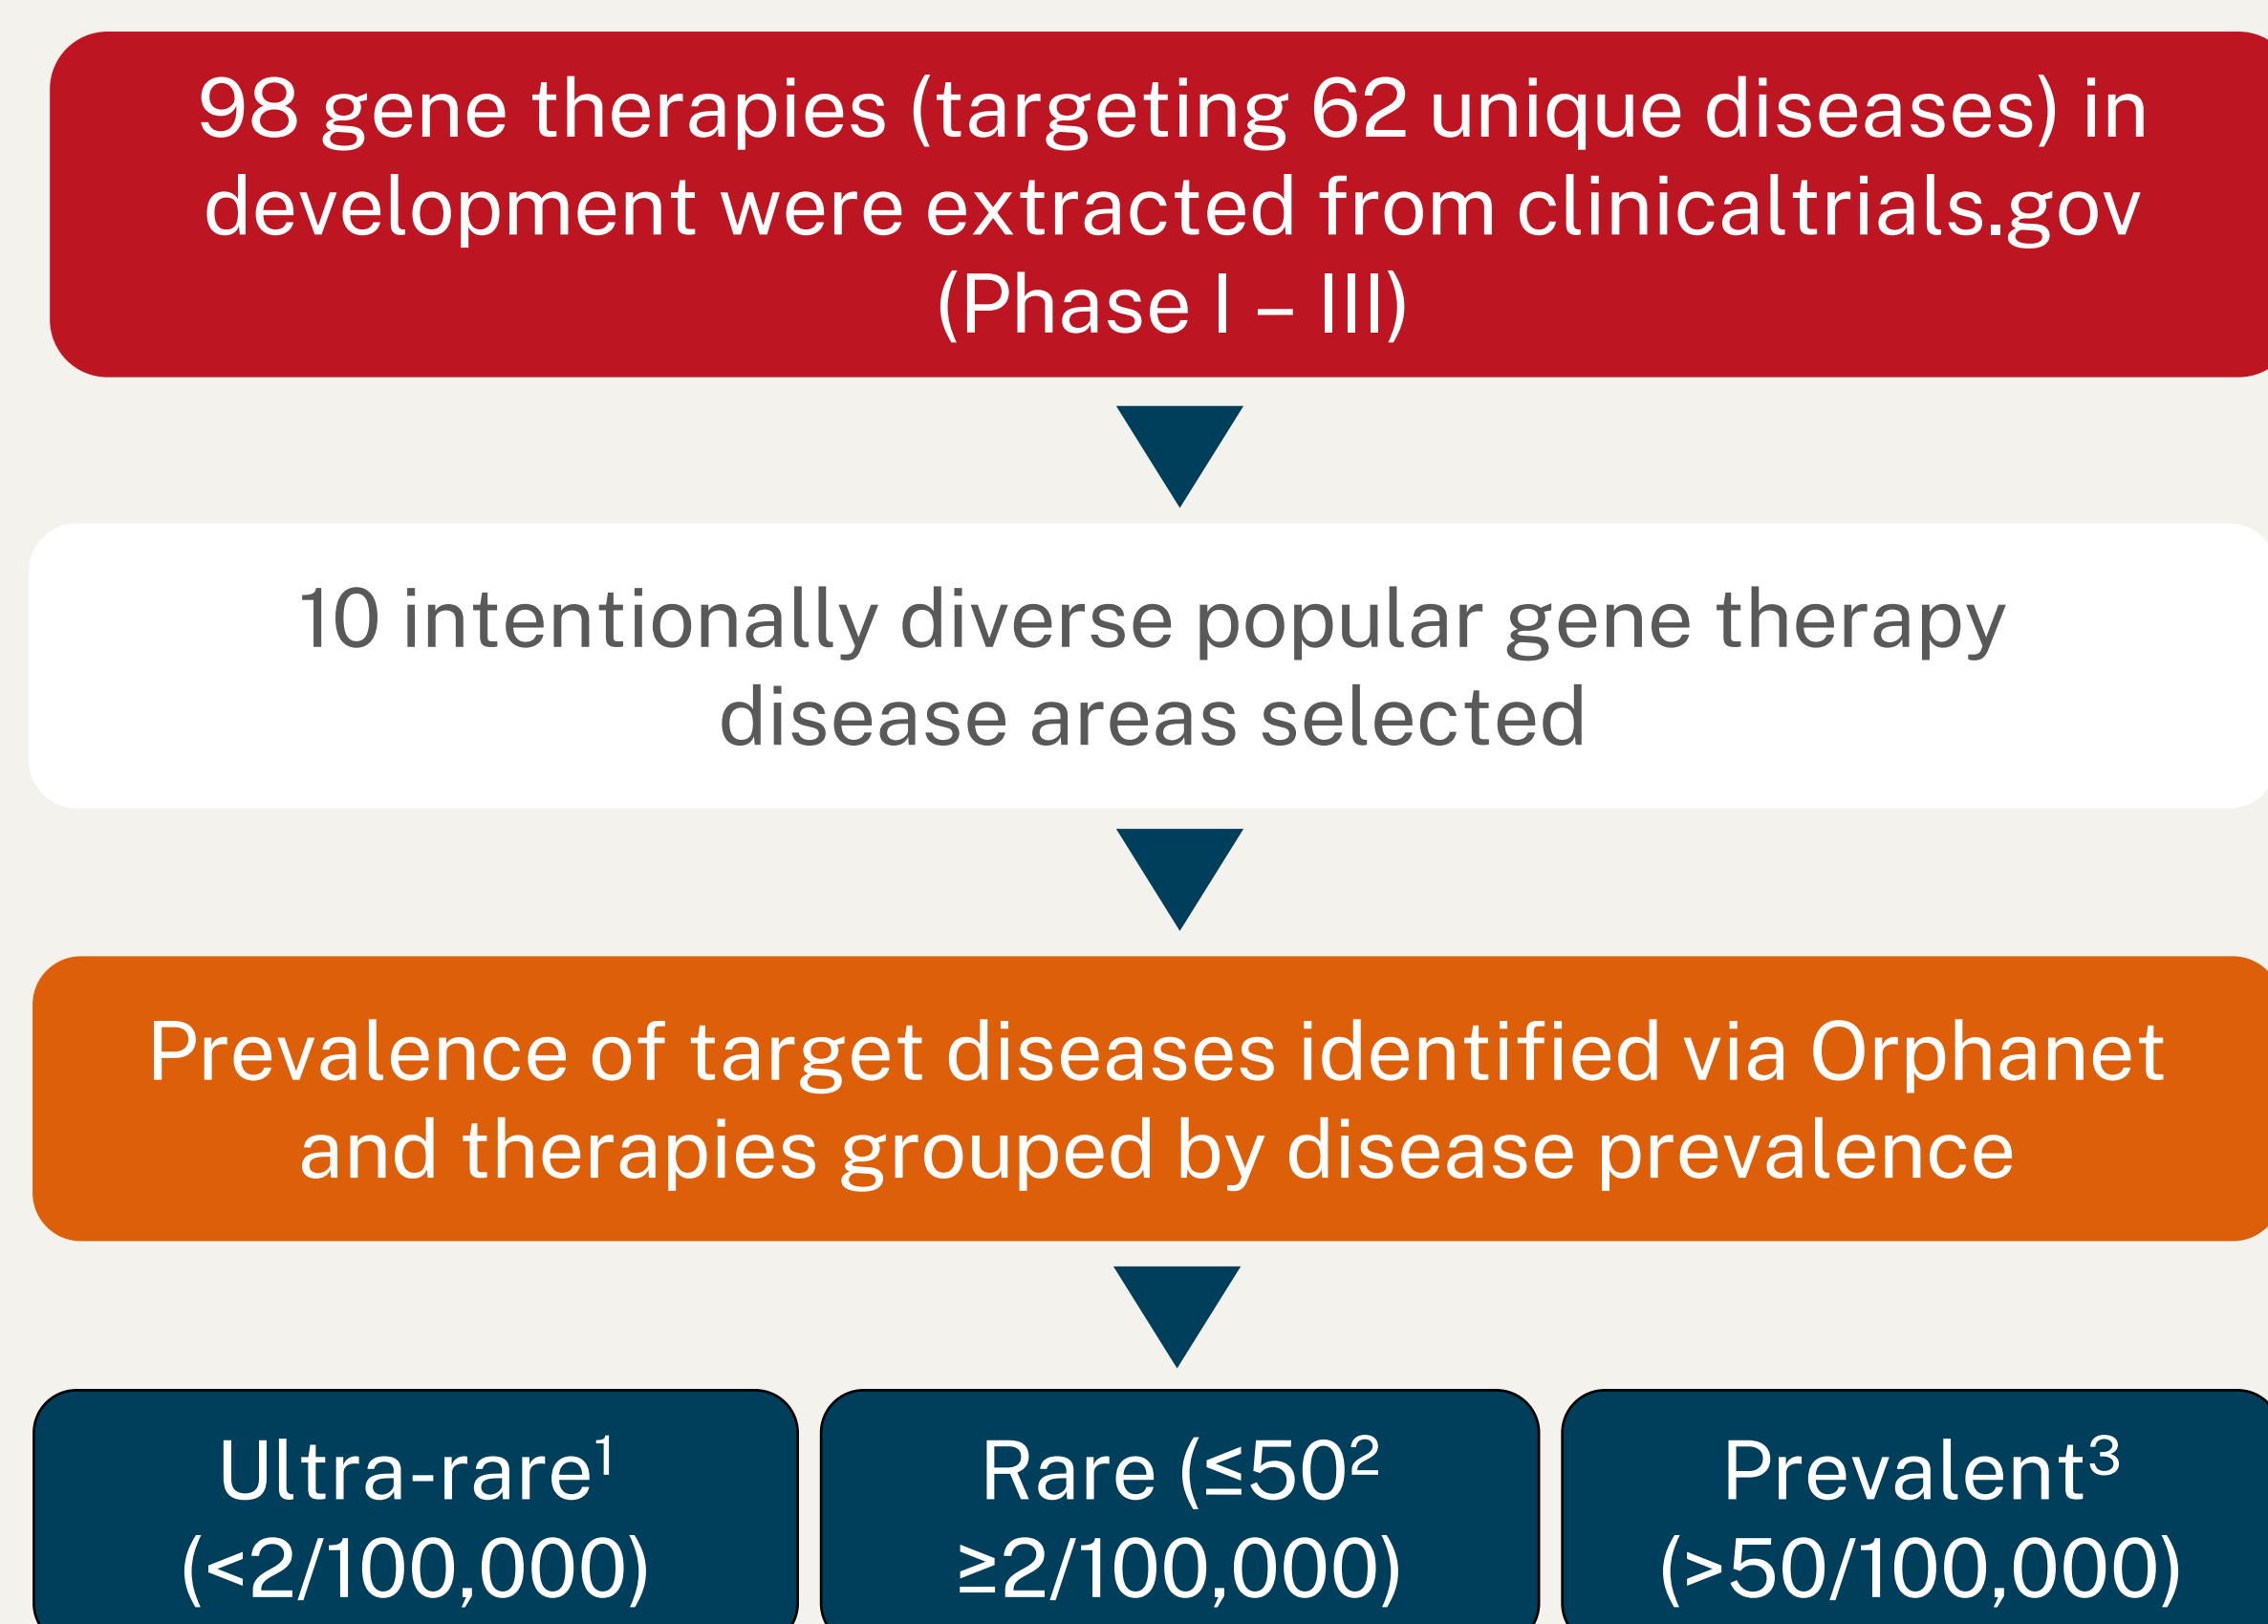 98 gene therapies (targeting 62 unique diseases) in
development were extracted from clinicaltrials.gov
(Phase I – III)
10 intentionally diverse popular gene therapy
disease areas selected
Prevalence of target diseases identified via Orphanet
and therapies grouped by disease prevalence
Ultra-rare¹
(<2/100,000)
Rare (≤50²
≥2/100,000)
Prevalent³
(>50/100,000)